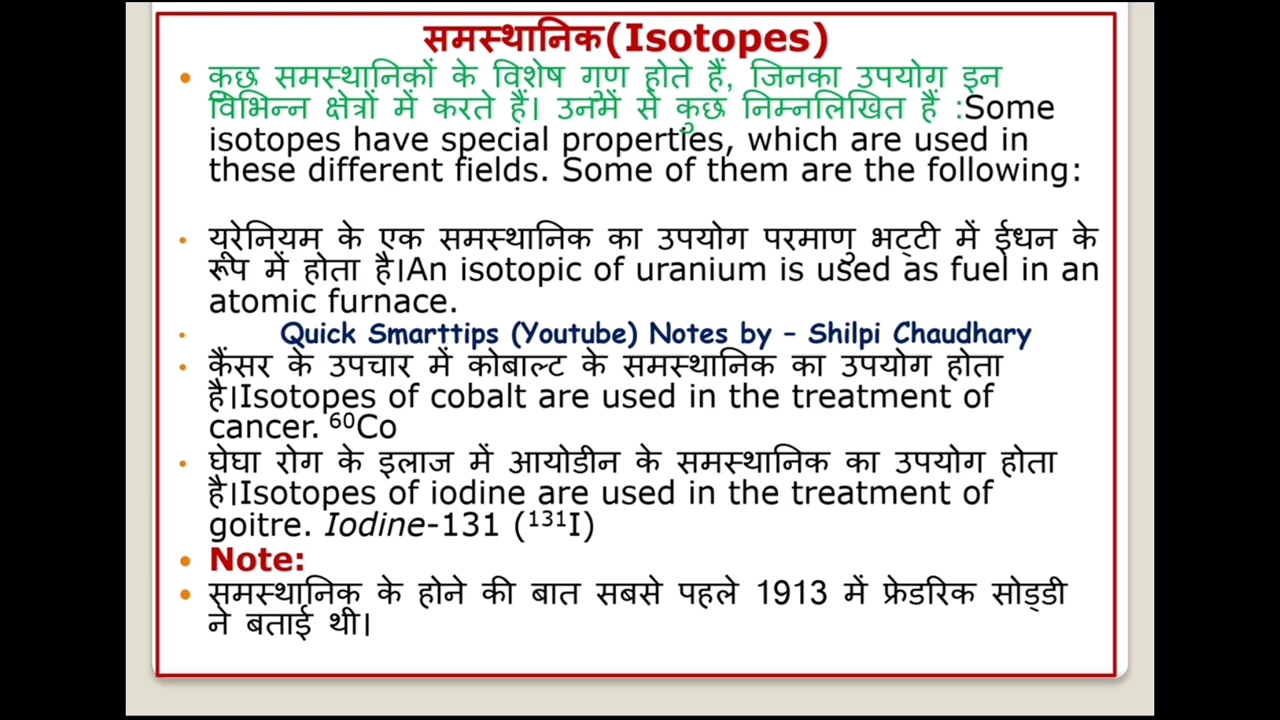 समस्थानिक(Isotopes)
• कुछ समस्थानिकों के विशेष गुण होते हैं, जिनका उपयोग इन
विभिन्न क्षेत्रों में करते हैं। उनमें से कुछ निम्नलिखित हैं :Some
isotopes have special properties, which are used in
these different fields. Some of them are the following:
• यूरेनियम के एक समस्थानिक का उपयोग परमाणु भट्टी में ईधन के
रूप में होता है।An isotopic of uranium is used as fuel in an
atomic furnace.
• Quick Smarttips (Youtube) Notes by – Shilpi Chaudhary
• कैंसर के उपचार में कोबाल्ट के समस्थानिक का उपयोग होता
है।Isotopes of cobalt are used in the treatment of
cancer. ⁶⁰Co
• घेघा रोग के इलाज में आयोडीन के समस्थानिक का उपयोग होता
है।Isotopes of iodine are used in the treatment of
goitre. Iodine-131 (¹³¹I)
• Note:
• समस्थानिक के होने की बात सबसे पहले 1913 में फ्रेडरिक सोड्डी
ने बताई थी।